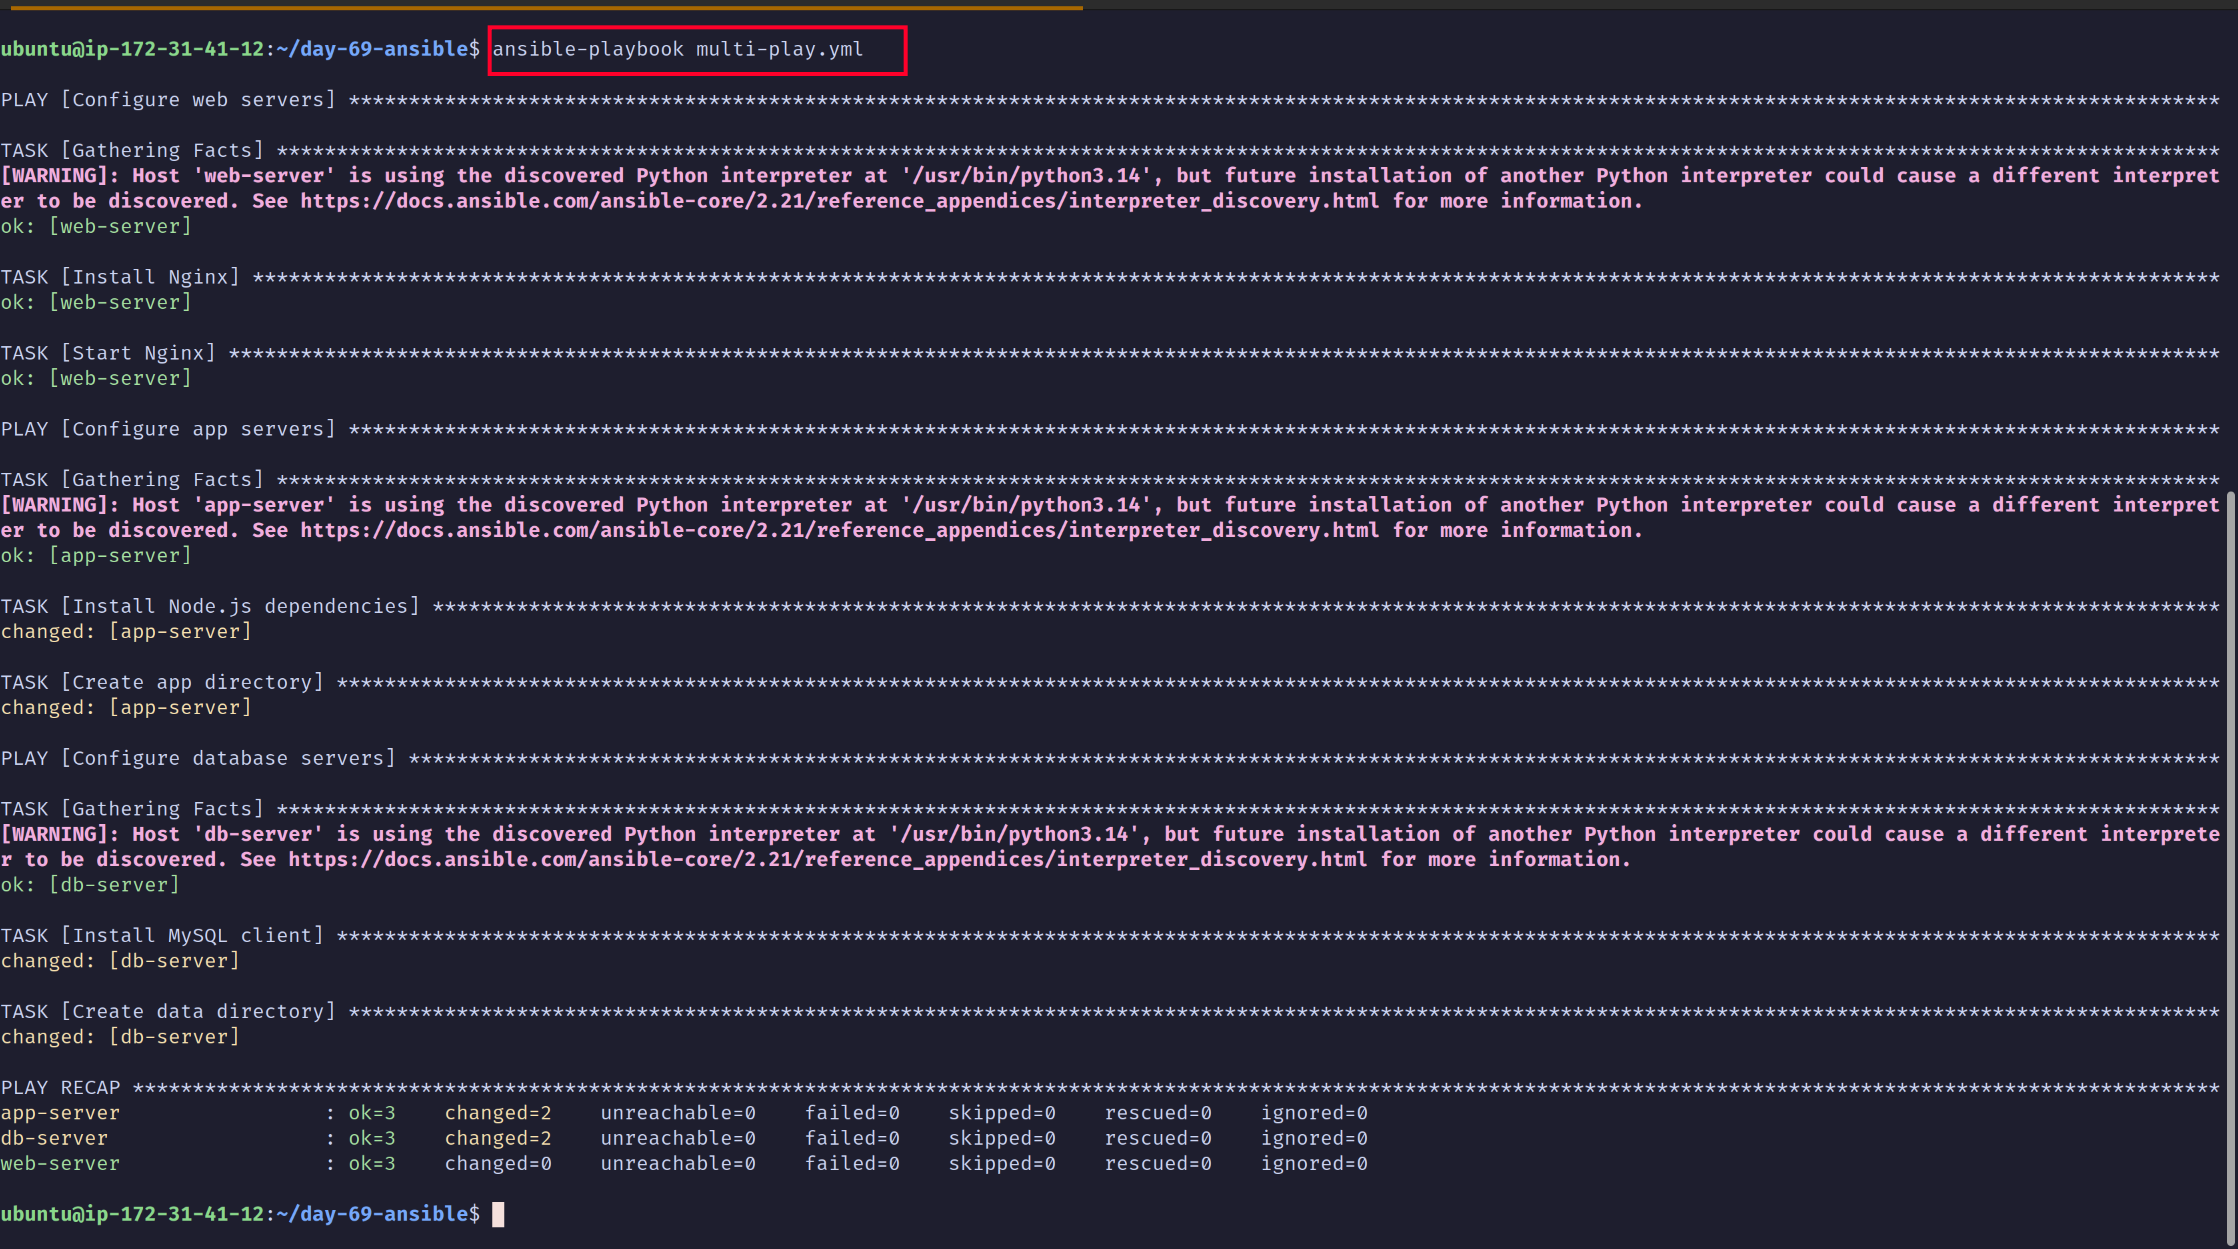 ubuntu@ip-172-31-41-12:~/day-69-ansible$ ansible-playbook multi-play.yml
PLAY [Configure web servers] ************************************************************************************************************************************************************
TASK [Gathering Facts] ******************************************************************************************************************************************************************
[WARNING]: Host 'web-server' is using the discovered Python interpreter at '/usr/bin/python3.14', but future installation of another Python interpreter could cause a different interpret
er to be discovered. See https://docs.ansible.com/ansible-core/2.21/reference_appendices/interpreter_discovery.html for more information.
ok: [web-server]
TASK [Install Nginx] ********************************************************************************************************************************************************************
ok: [web-server]
TASK [Start Nginx] **********************************************************************************************************************************************************************
ok: [web-server]
PLAY [Configure app servers] ************************************************************************************************************************************************************
TASK [Gathering Facts] ******************************************************************************************************************************************************************
[WARNING]: Host 'app-server' is using the discovered Python interpreter at '/usr/bin/python3.14', but future installation of another Python interpreter could cause a different interpret
er to be discovered. See https://docs.ansible.com/ansible-core/2.21/reference_appendices/interpreter_discovery.html for more information.
ok: [app-server]
TASK [Install Node.js dependencies] *****************************************************************************************************************************************************
changed: [app-server]
TASK [Create app directory] *************************************************************************************************************************************************************
changed: [app-server]
PLAY [Configure database servers] *******************************************************************************************************************************************************
TASK [Gathering Facts] ******************************************************************************************************************************************************************
[WARNING]: Host 'db-server' is using the discovered Python interpreter at '/usr/bin/python3.14', but future installation of another Python interpreter could cause a different interprete
r to be discovered. See https://docs.ansible.com/ansible-core/2.21/reference_appendices/interpreter_discovery.html for more information.
ok: [db-server]
TASK [Install MySQL client] *************************************************************************************************************************************************************
changed: [db-server]
TASK [Create data directory] ************************************************************************************************************************************************************
changed: [db-server]
PLAY RECAP ******************************************************************************************************************************************************************************
app-server                 : ok=3    changed=2    unreachable=0    failed=0    skipped=0    rescued=0    ignored=0
db-server                  : ok=3    changed=2    unreachable=0    failed=0    skipped=0    rescued=0    ignored=0
web-server                 : ok=3    changed=0    unreachable=0    failed=0    skipped=0    rescued=0    ignored=0
ubuntu@ip-172-31-41-12:~/day-69-ansible$